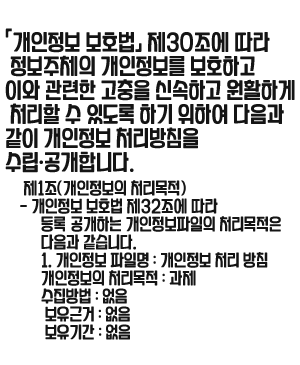 「개인정보 보호법」 제30조에 따라
정보주체의 개인정보를 보호하고
이와 관련한 고충을 신속하고 원활하게
처리할 수 있도록 하기 위하여 다음과
같이 개인정보 처리방침을
수립·공개합니다.
제1조(개인정보의 처리목적)
- 개인정보 보호법 제32조에 따라
등록 공개하는 개인정보파일의 처리목적은
다음과 같습니다.
1. 개인정보 파일명 : 개인정보 처리 방침
개인정보의 처리목적 : 과제
수집방법 : 없음
보유근거 : 없음
보유기간 : 없음